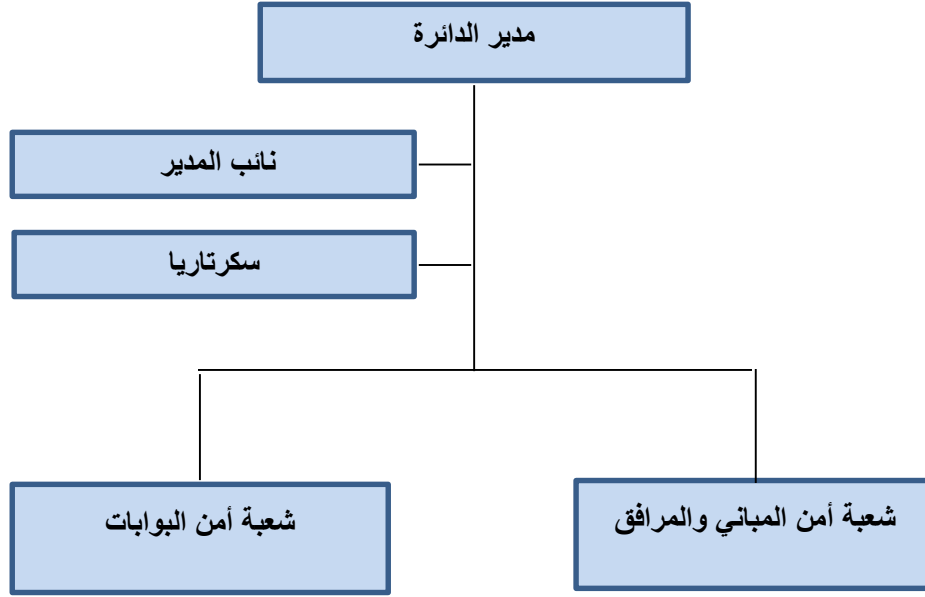 مدير الدائرة
نائب المدير
سكرتاريا
شعبة أمن المباني والمرافق
شعبة أمن البوابات